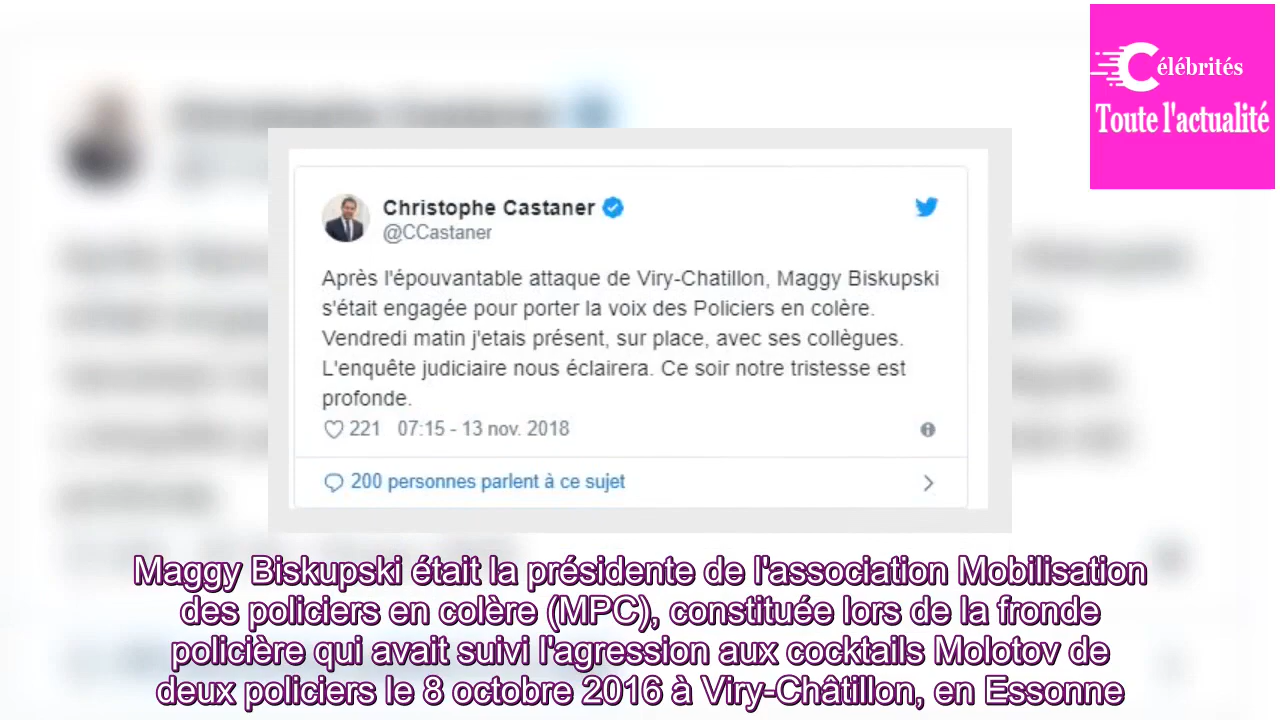 Célébrités
Toute l'actualité
Christophe Castaner
@CCastaner
Après l'épouvantable attaque de Viry-Chatillon, Maggy Biskupski
s'était engagée pour porter la voix des Policiers en colère.
Vendredi matin j'etais présent, sur place, avec ses collègues.
L'enquête judiciaire nous éclairera. Ce soir notre tristesse est
profonde.
221 07:15 - 13 nov. 2018
200 personnes parlent à ce sujet
Maggy Biskupski était la présidente de l'association Mobilisation
des policiers en colère (MPC), constituée lors de la fronde
policière qui avait suivi l'agression aux cocktails Molotov de
deux policiers le 8 octobre 2016 à Viry-Châtillon, en Essonne